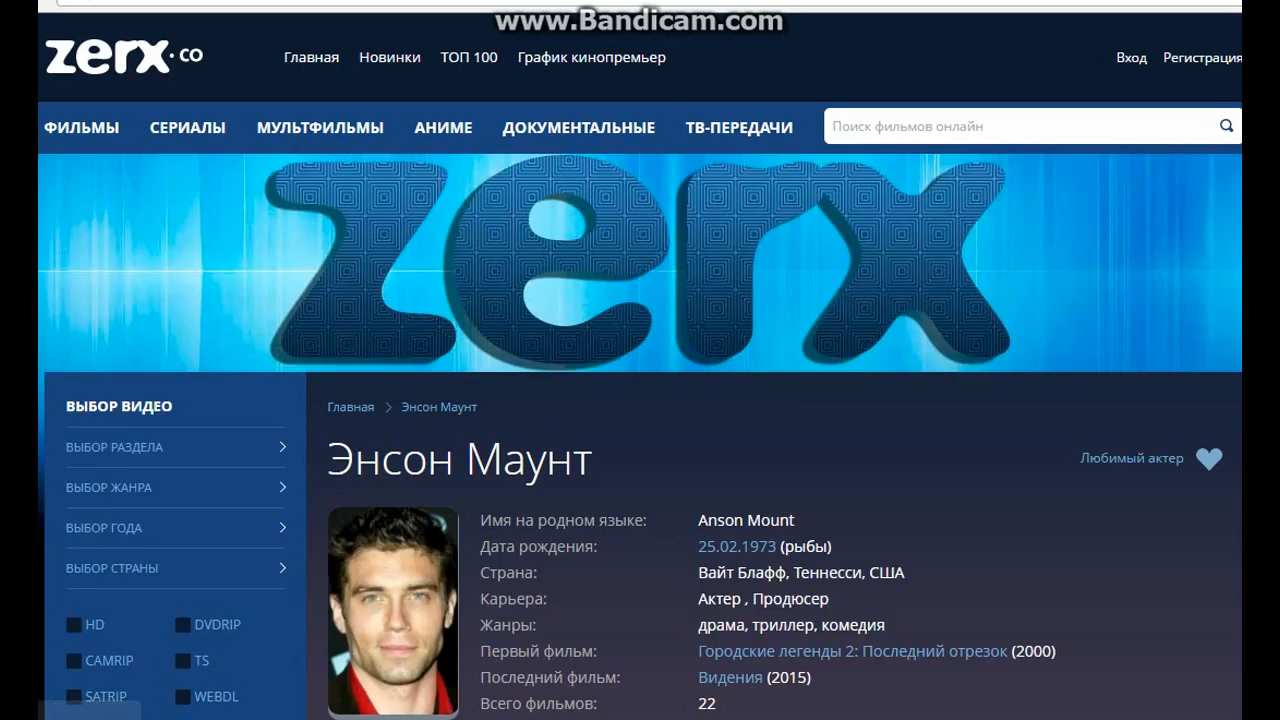 www.Bandicam.com
zerx.co
Главная Новинки ТОП 100 График кинопремьер
Вход Регистрация
ФИЛЬМЫ СЕРИАЛЫ МУЛЬТФИЛЬМЫ АНИМЕ ДОКУМЕНТАЛЬНЫЕ ТВ-ПЕРЕДАЧИ
Поиск фильмов онлайн
zerx
ВЫБОР ВИДЕО
ВЫБОР РАЗДЕЛА
ВЫБОР ЖАНРА
ВЫБОР ГОДА
ВЫБОР СТРАНЫ
HD DVDRIP
CAMRIP TS
SATRIP WEBDL
Главная Энсон Маунт
Энсон Маунт
Любимый актер
Имя на родном языке: Anson Mount
Дата рождения: 25.02.1973 (рыбы)
Страна: Вайт Блафф, Теннесси, США
Карьера: Актер , Продюсер
Жанры: драма, триллер, комедия
Первый фильм: Городские легенды 2: Последний отрезок (2000)
Последний фильм: Видения (2015)
Всего фильмов: 22